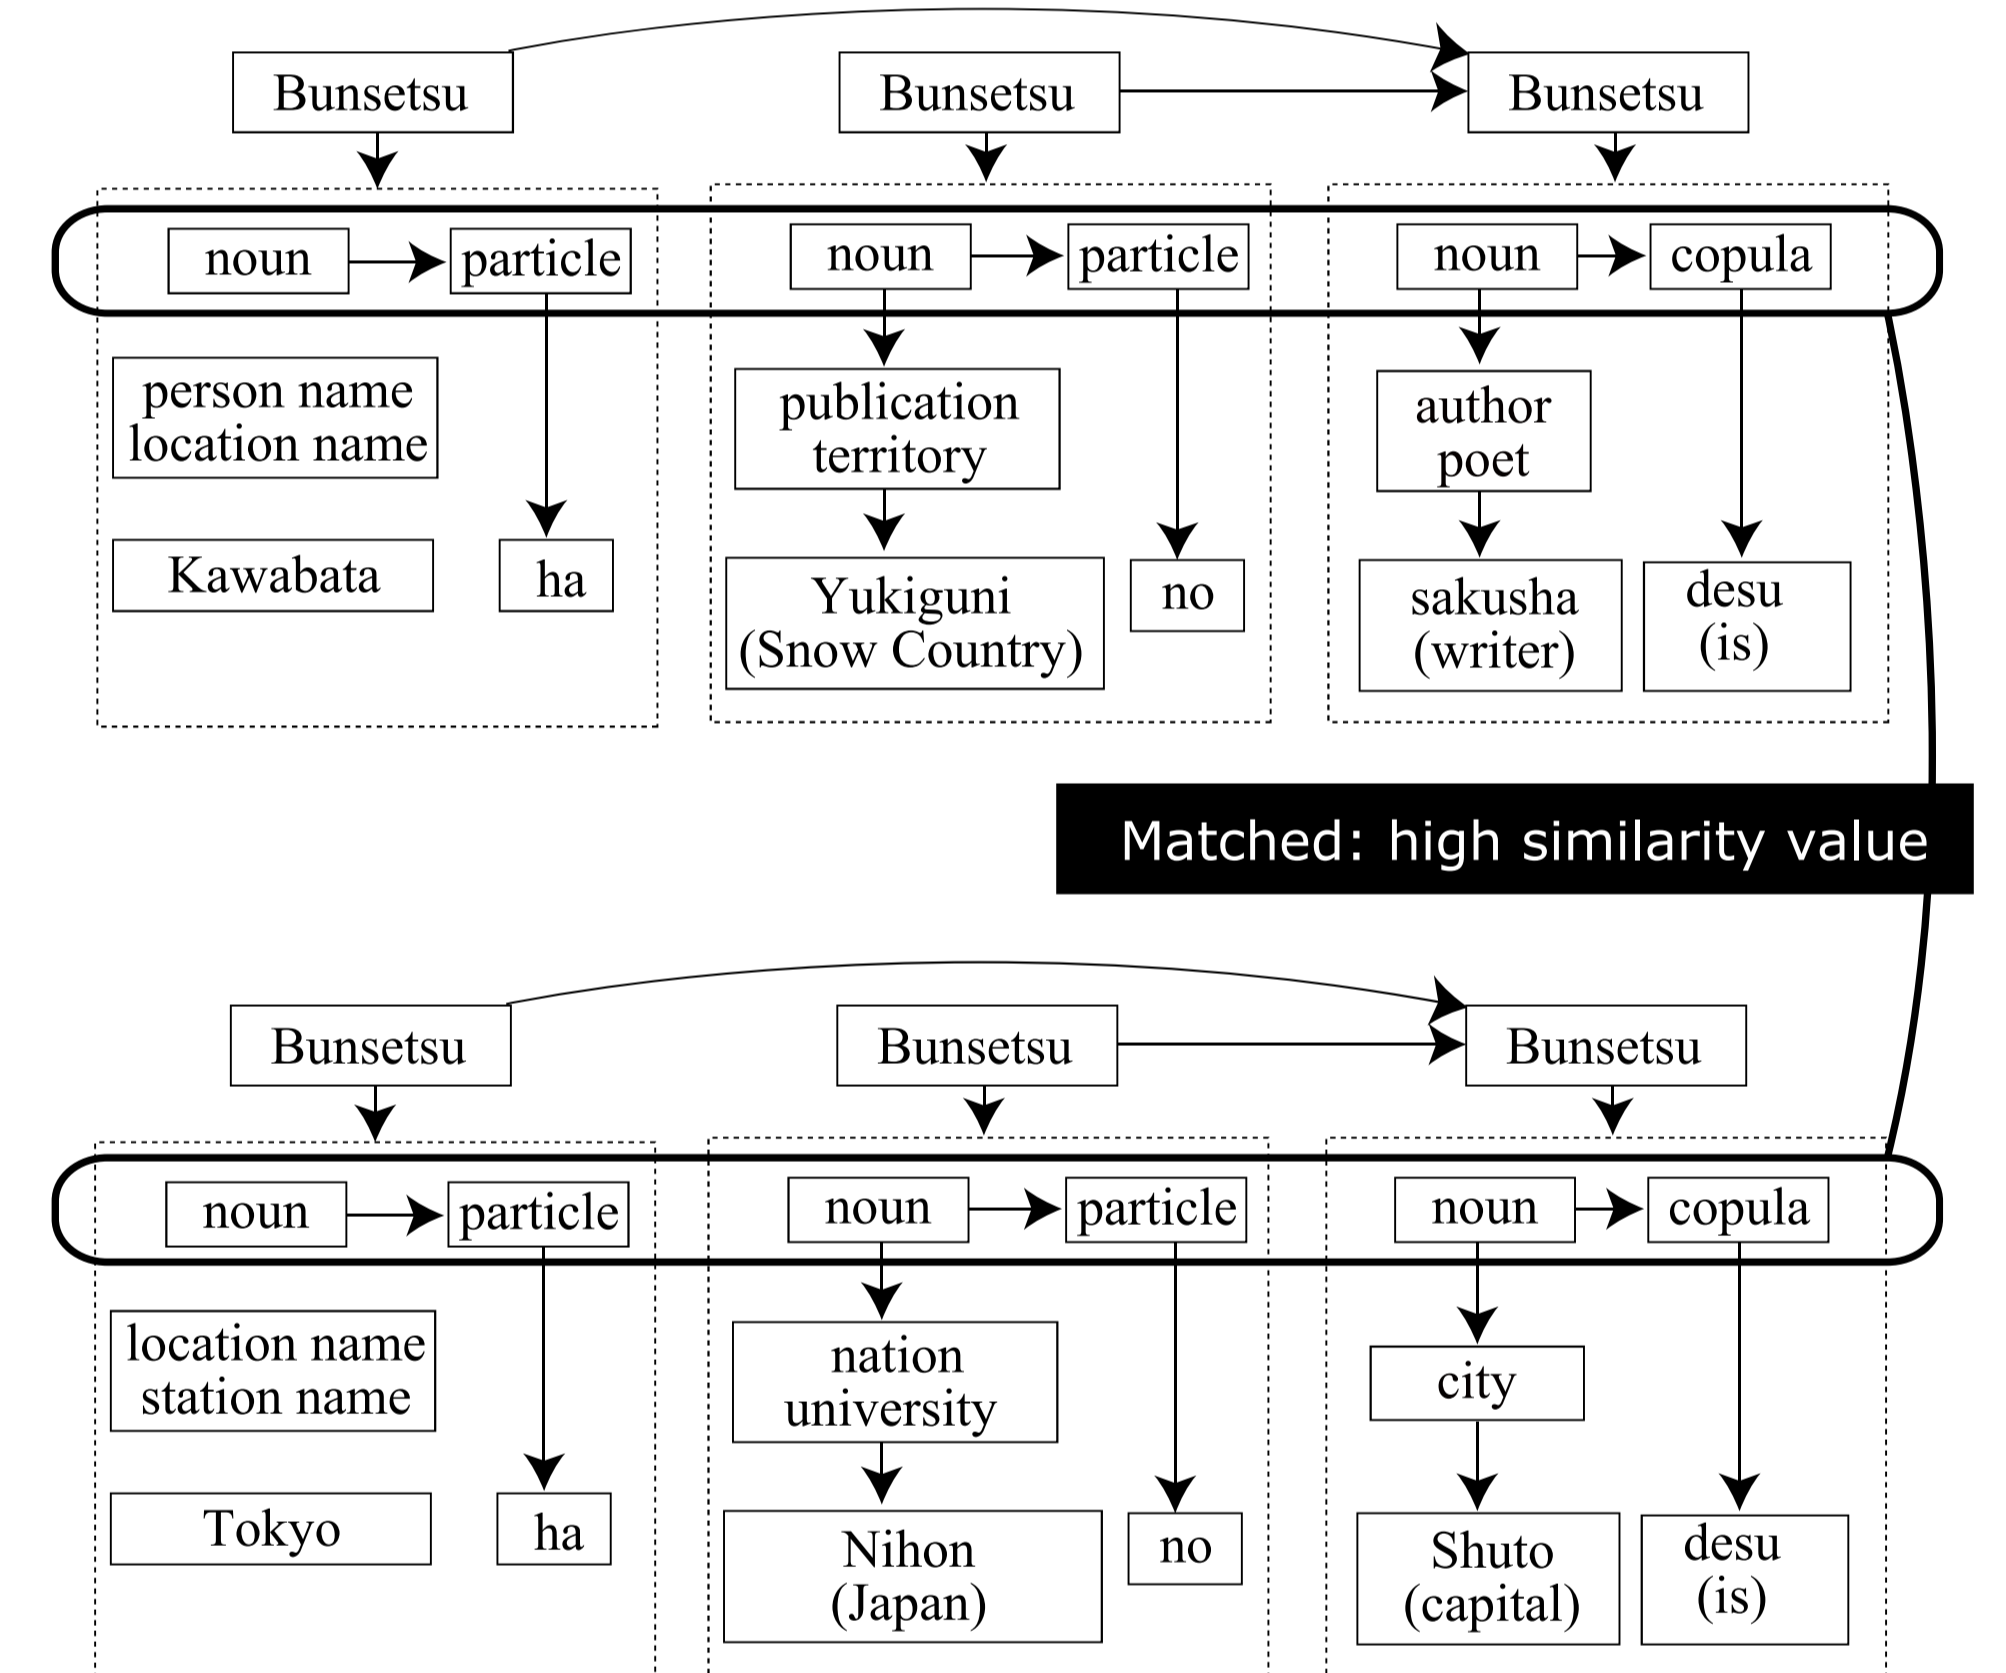 Bunsetsu Bunsetsu Bunsetsu
noun particle noun particle noun copula
person name
location name
publication
territory
author
poet
Kawabata ha
Yukiguni
(Snow Country)
no
sakusha
(writer)
desu
(is)
Matched: high similarity value
Bunsetsu Bunsetsu Bunsetsu
noun particle noun particle noun copula
location name
station name
nation
university
city
Tokyo ha
Nihon
(Japan)
no
Shuto
(capital)
desu
(is)